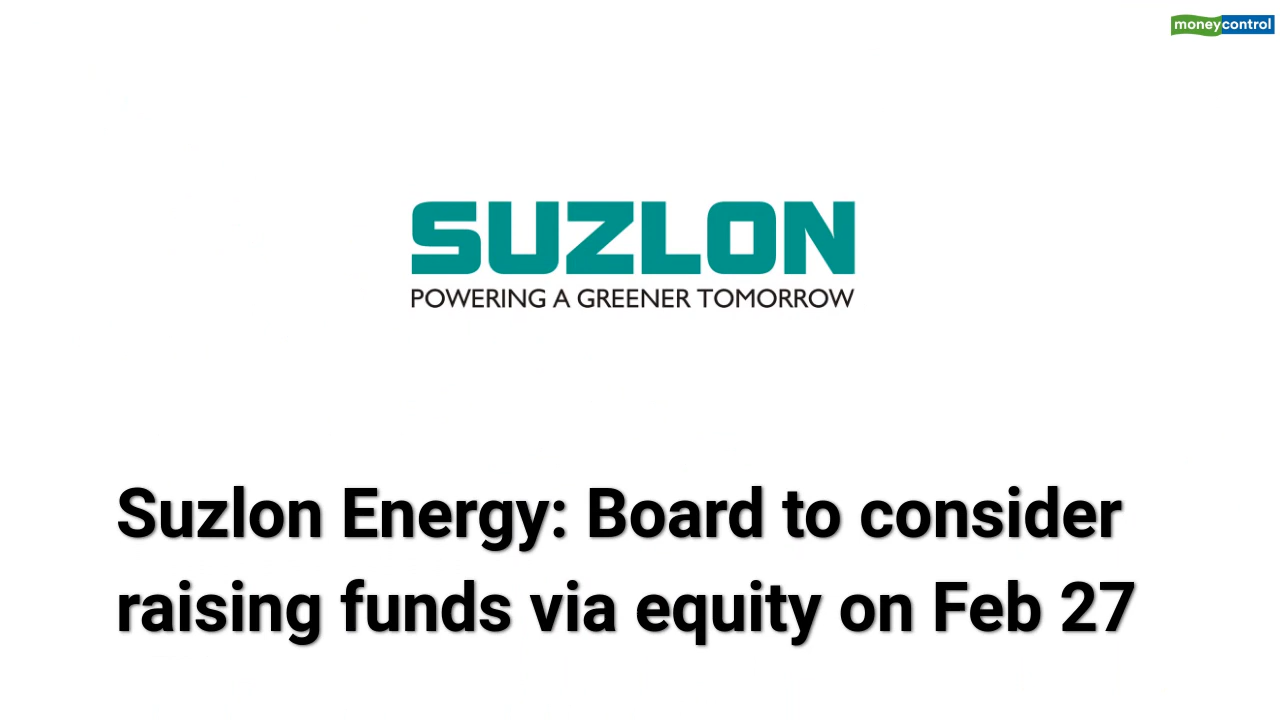 moneycontrol
SUZLON
POWERING A GREENER TOMORROW
Suzlon Energy: Board to consider
raising funds via equity on Feb 27